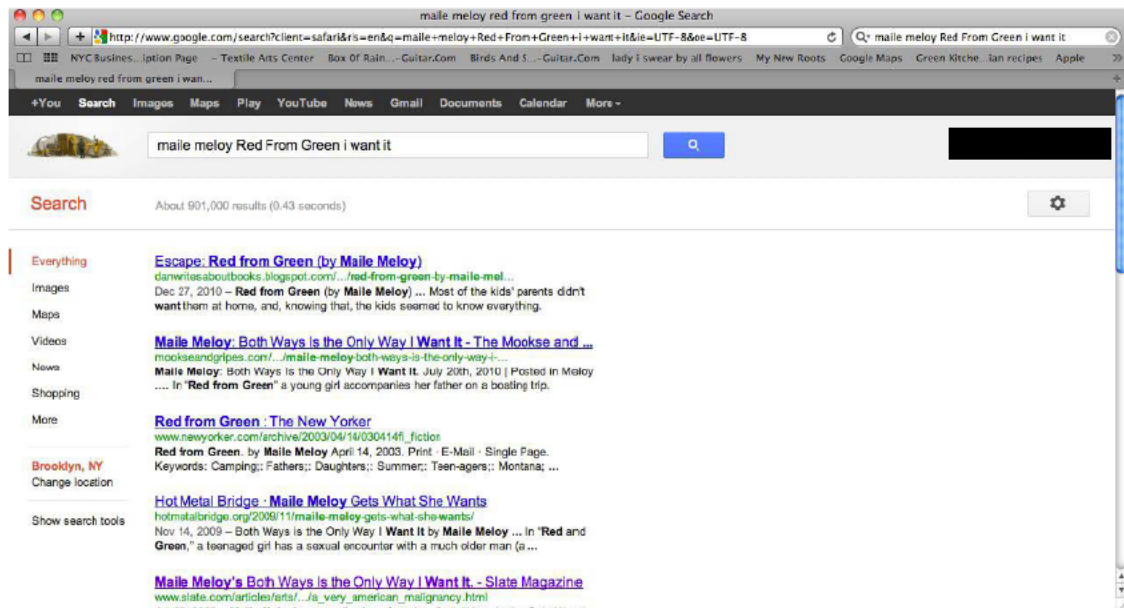 maile meloy red from green i want it – Google Search
http://www.google.com/search?client=safari&rls=en&q=maile+meloy+Red+From+Green+i+want+it&ie=UTF-8&oe=UTF-8
maile meloy Red From Green i want it
NYC Busines...iption Page – Textile Arts Center Box Of Rain...-Guitar.Com Birds And S...-Guitar.Com lady i swear by all flowers My New Roots Google Maps Green Kitche...ian recipes Apple
maile meloy red from green i wan...
+You Search Images Maps Play YouTube News Gmail Documents Calendar More
maile meloy Red From Green i want it
Search About 901,000 results (0.43 seconds)
Everything
Images
Maps
Videos
News
Shopping
More
Brooklyn, NY
Change location
Show search tools
Escape: Red from Green (by Maile Meloy)
danwritesaboutbooks.blogspot.com/.../red-from-green-by-maile-mel...
Dec 27, 2010 – Red from Green (by Maile Meloy) ... Most of the kids' parents didn't
want them at home, and, knowing that, the kids seemed to know everything.
Maile Meloy: Both Ways Is the Only Way I Want It - The Mookse and ...
mookseandgripes.com/.../maile-meloy-both-ways-is-the-only-way-i-...
Maile Meloy: Both Ways Is the Only Way I Want It. July 20th, 2010 | Posted in Meloy
.... In "Red from Green" a young girl accompanies her father on a boating trip.
Red from Green : The New Yorker
www.newyorker.com/archive/2003/04/14/030414fi_fiction
Red from Green. by Maile Meloy April 14, 2003. Print · E-Mail · Single Page.
Keywords: Camping;; Fathers;; Daughters;; Summer;; Teen-agers;; Montana; ...
Hot Metal Bridge · Maile Meloy Gets What She Wants
hotmetalbridge.org/2009/11/maile-meloy-gets-what-she-wants/
Nov 14, 2009 – Both Ways is the Only Way I Want It by Maile Meloy ... In "Red and
Green," a teenaged girl has a sexual encounter with a much older man (a ...
Maile Meloy's Both Ways Is the Only Way I Want It. - Slate Magazine
www.slate.com/articles/arts/.../a_very_american_malignancy.html